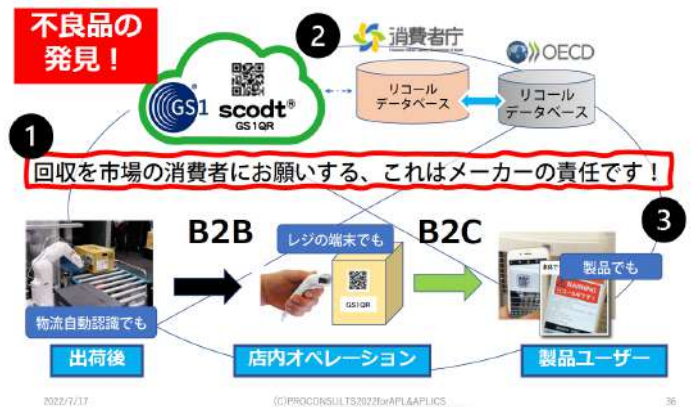 不良品の
発見！
2
消費者庁
OECD
GS1
scodt®
GS1QR
リコール
データベース
リコール
データベース
1
回収を市場の消費者にお願いする、これはメーカーの責任です！
3
B2B
レジの端末でも
B2C
製品でも
GS1QR
物流自動認識でも
出荷後
店内オペレーション
製品ユーザー
2022/7/17
(C)PROCONSULTS2022forAPL&APLICS
36